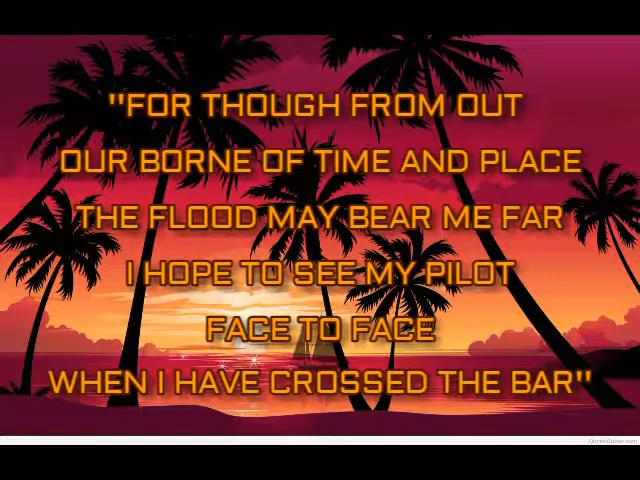 "FOR THOUGH FROM OUT
OUR BORNE OF TIME AND PLACE
THE FLOOD MAY BEAR ME FAR
I HOPE TO SEE MY PILOT
FACE TO FACE
WHEN I HAVE CROSSED THE BAR"